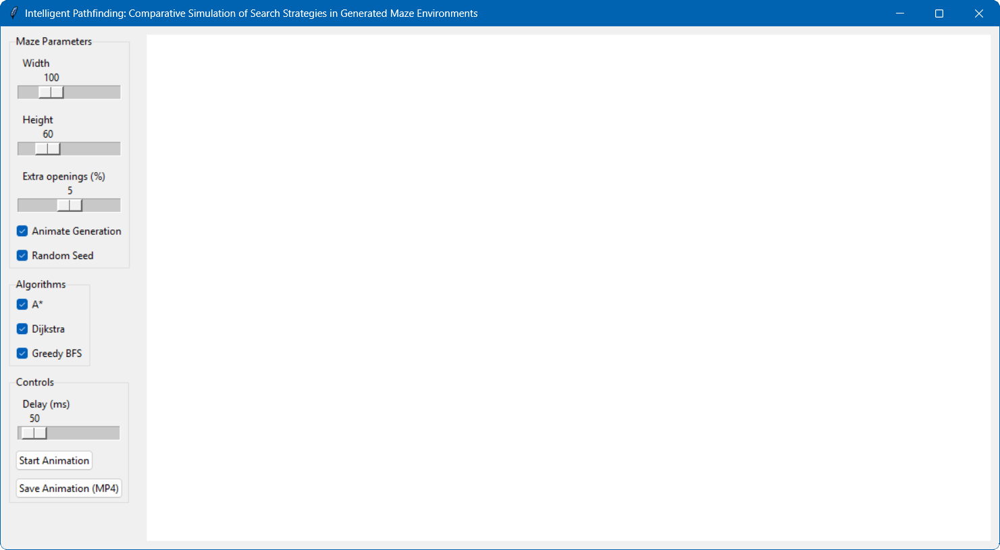 Intelligent Pathfinding: Comparative Simulation of Search Strategies in Generated Maze Environments
Maze Parameters
Width
100
Height
60
Extra openings (%)
5
Animate Generation
Random Seed
Algorithms
A*
Dijkstra
Greedy BFS
Controls
Delay (ms)
50
Start Animation
Save Animation (MP4)